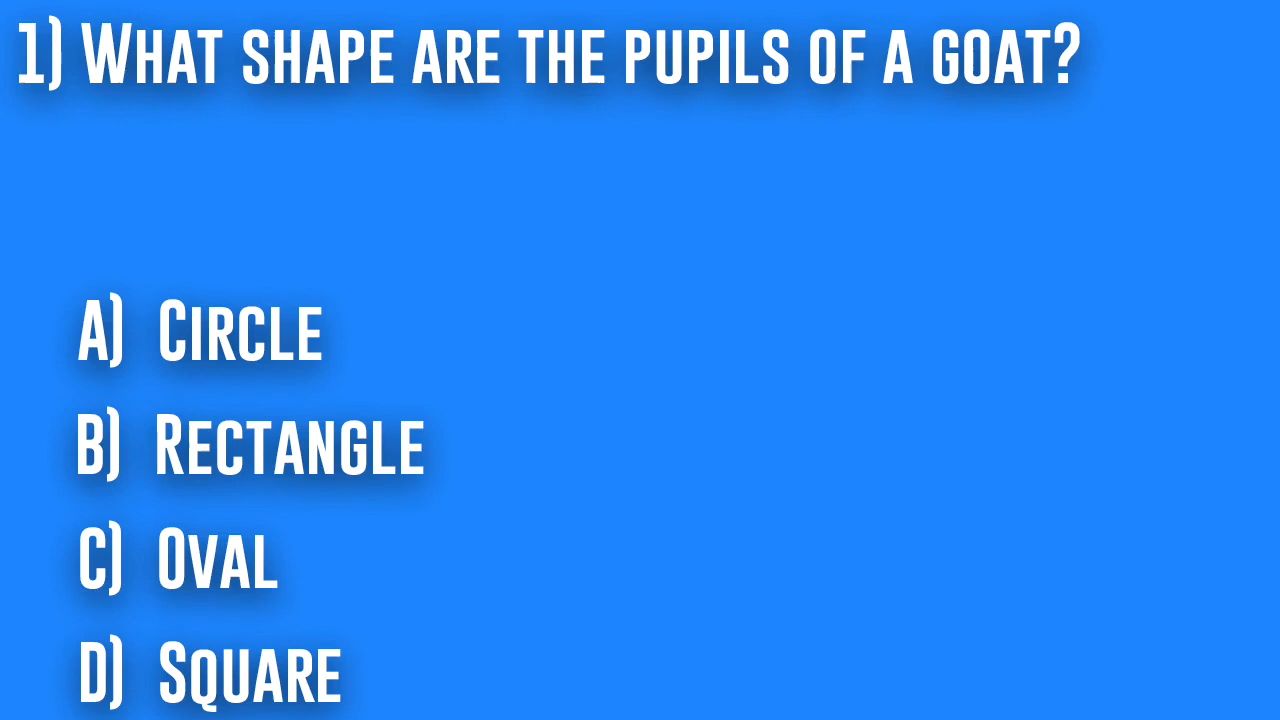 1) What shape are the pupils of a goat?
A) Circle
B) Rectangle
C) Oval
D) Square